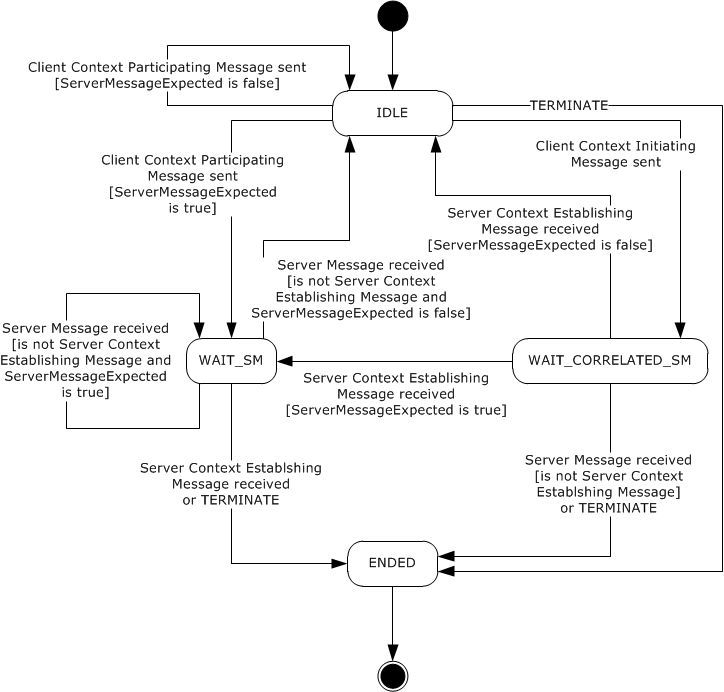 Client Context Participating Message sent
[ServerMessageExpected is false]
IDLE
TERMINATE
Client Context Participating
Message sent
[ServerMessageExpected
is true]
Client Context Initiating
Message sent
Server Context Establishing
Message received
[ServerMessageExpected is false]
Server Message received
[is not Server Context
Establishing Message and
ServerMessageExpected is false]
Server Message received
[is not Server Context
Establishing Message and
ServerMessageExpected
is true]
WAIT_SM
WAIT_CORRELATED_SM
Server Context Establishing
Message received
[ServerMessageExpected is true]
Server Context Establshing
Message received
or TERMINATE
Server Message received
[is not Server Context
Establshing Message]
or TERMINATE
ENDED